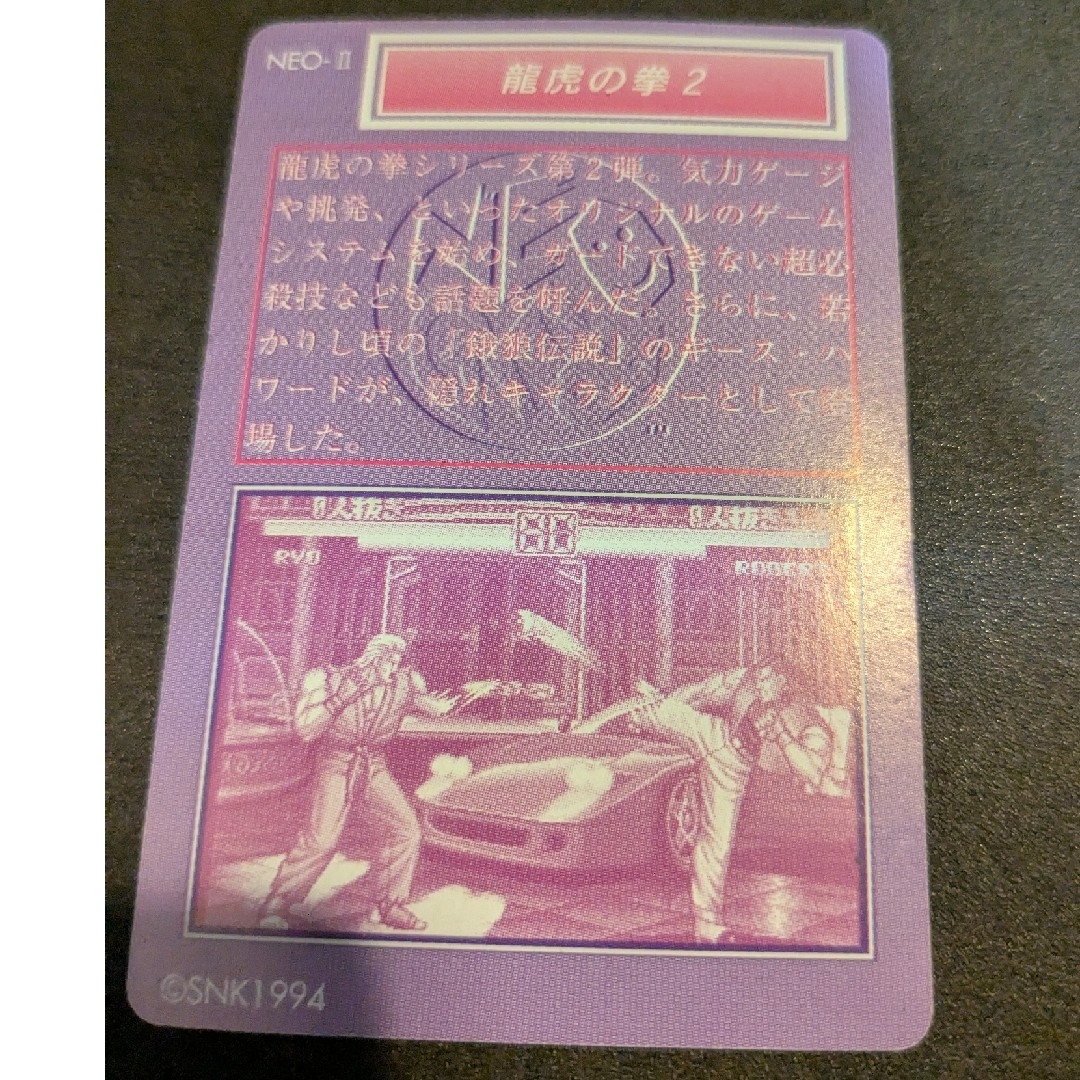 NEO-Ⅱ
龍虎の拳2
龍虎の拳シリーズ第2弾。気力ゲージ
や挑発、といったオリジナルのゲーム
システムを始め、ガードできない超必
殺技なども話題を呼んだ。さらに、若
かりし頃の「餓狼伝説」のギース・ハ
ワードが、隠れキャラクターとして登
場した。
TM
0人抜き 0人抜き
RYO
ROBERT
©SNK1994